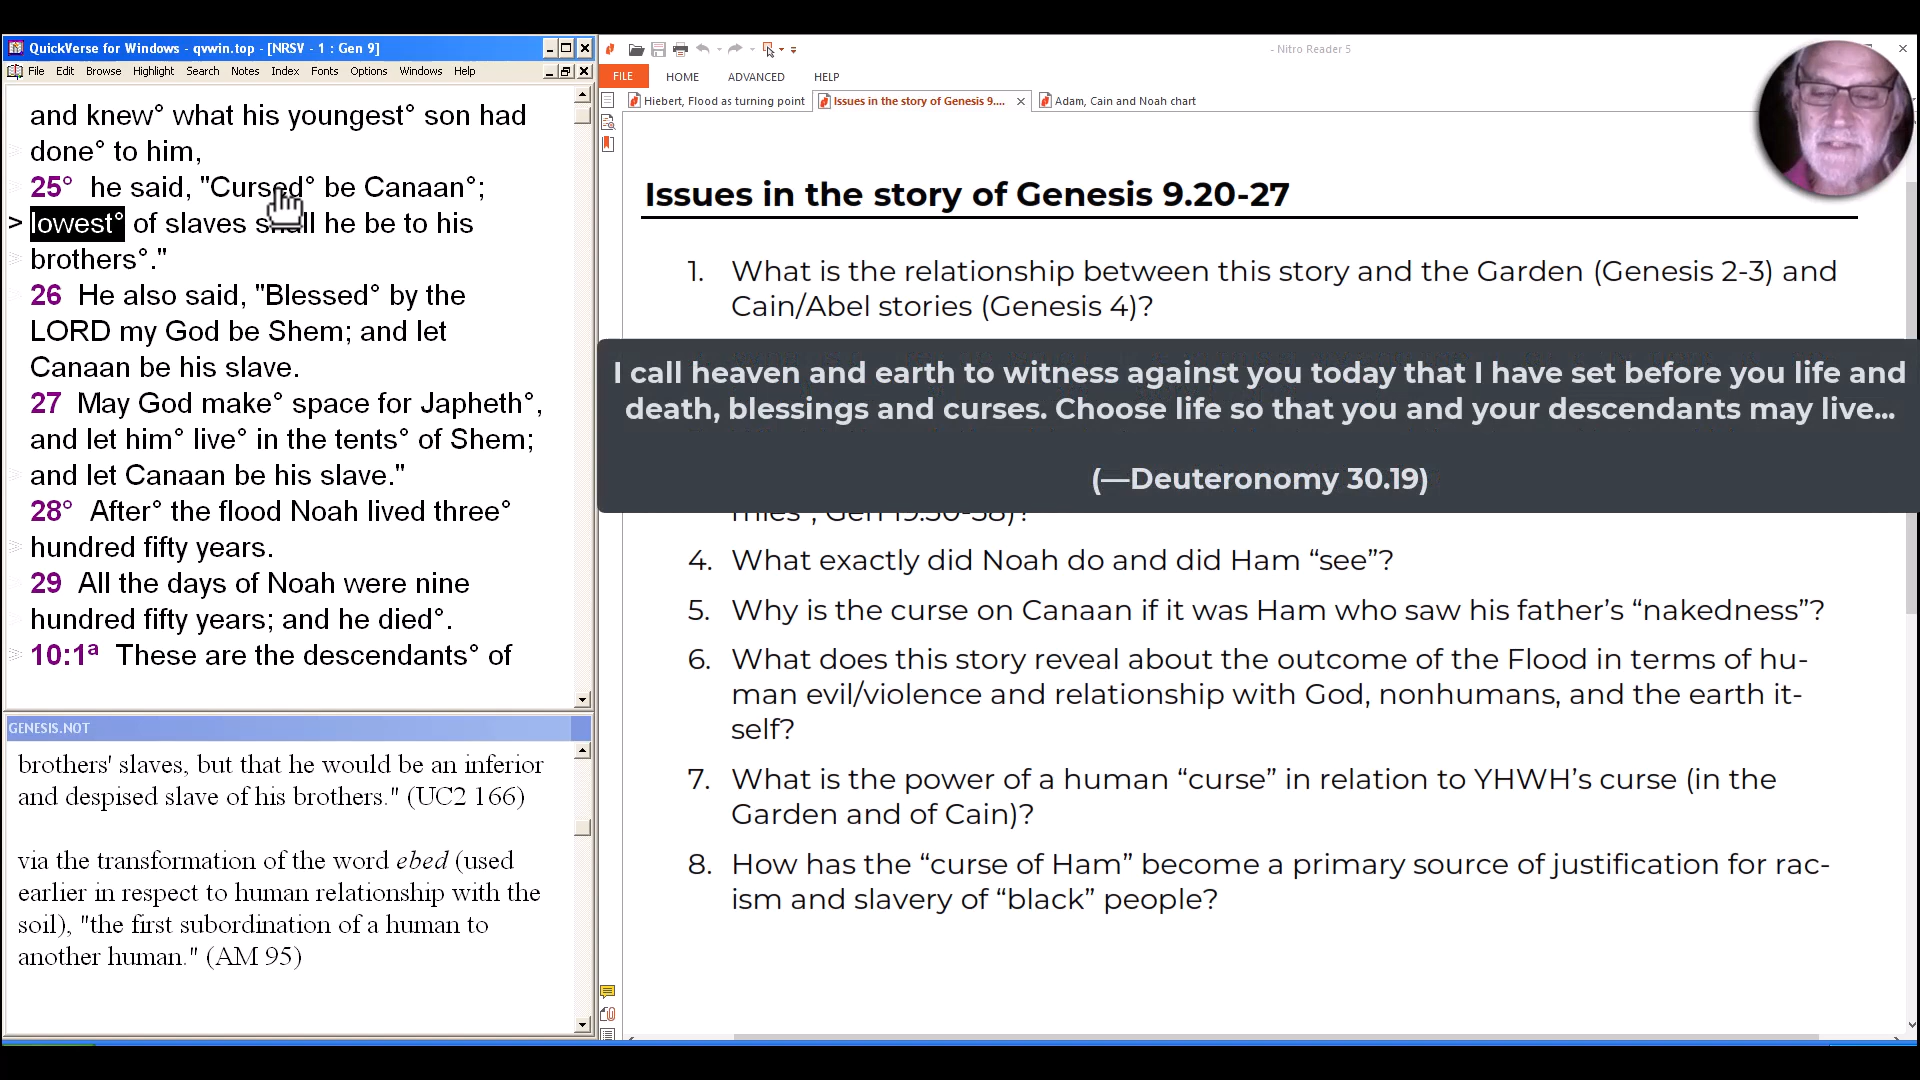 QuickVerse for Windows - qvwin.top - [NRSV - 1 : Gen 9]
File Edit Browse Highlight Search Notes Index Fonts Options Windows Help
and knew° what his youngest° son had
done° to him,
25° he said, "Cursed° be Canaan°;
> lowest° of slaves shall he be to his
brothers°."
26 He also said, "Blessed° by the
LORD my God be Shem; and let
Canaan be his slave.
27 May God make° space for Japheth°,
and let him° live° in the tents° of Shem;
and let Canaan be his slave."
28° After° the flood Noah lived three°
hundred fifty years.
29 All the days of Noah were nine
hundred fifty years; and he died°.
10:1ª These are the descendants° of
GENESIS.NOT
brothers' slaves, but that he would be an inferior
and despised slave of his brothers." (UC2 166)
via the transformation of the word ebed (used
earlier in respect to human relationship with the
soil), "the first subordination of a human to
another human." (AM 95)
- Nitro Reader 5
FILE HOME ADVANCED HELP
Hiebert, Flood as turning point
Issues in the story of Genesis 9....
Adam, Cain and Noah chart
Issues in the story of Genesis 9.20-27
1. What is the relationship between this story and the Garden (Genesis 2-3) and
Cain/Abel stories (Genesis 4)?
I call heaven and earth to witness against you today that I have set before you life and
death, blessings and curses. Choose life so that you and your descendants may live...
(—Deuteronomy 30.19)
mies", Gen 19.30-38)?
4. What exactly did Noah do and did Ham “see”?
5. Why is the curse on Canaan if it was Ham who saw his father’s “nakedness”?
6. What does this story reveal about the outcome of the Flood in terms of hu-
man evil/violence and relationship with God, nonhumans, and the earth it-
self?
7. What is the power of a human “curse” in relation to YHWH’s curse (in the
Garden and of Cain)?
8. How has the “curse of Ham” become a primary source of justification for rac-
ism and slavery of “black” people?